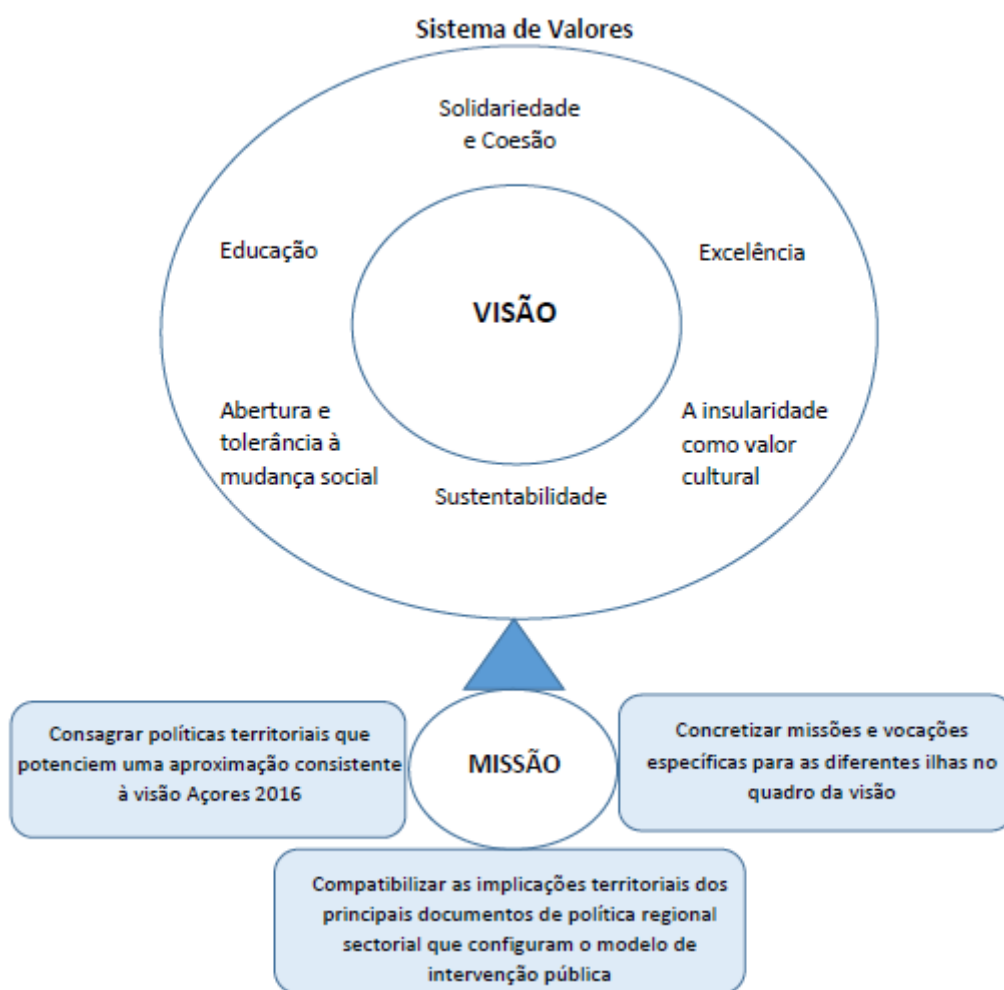 Sistema de Valores
Solidariedade
e Coesão
Educação
Excelência
VISÃO
Abertura e
tolerância à
mudança social
A insularidade
como valor
cultural
Sustentabilidade
MISSÃO
Consagrar políticas territoriais que
potenciem uma aproximação consistente
à visão Açores 2016
Concretizar missões e vocações
específicas para as diferentes ilhas no
quadro da visão
Compatibilizar as implicações territoriais dos
principais documentos de política regional
sectorial que configuram o modelo de
intervenção pública